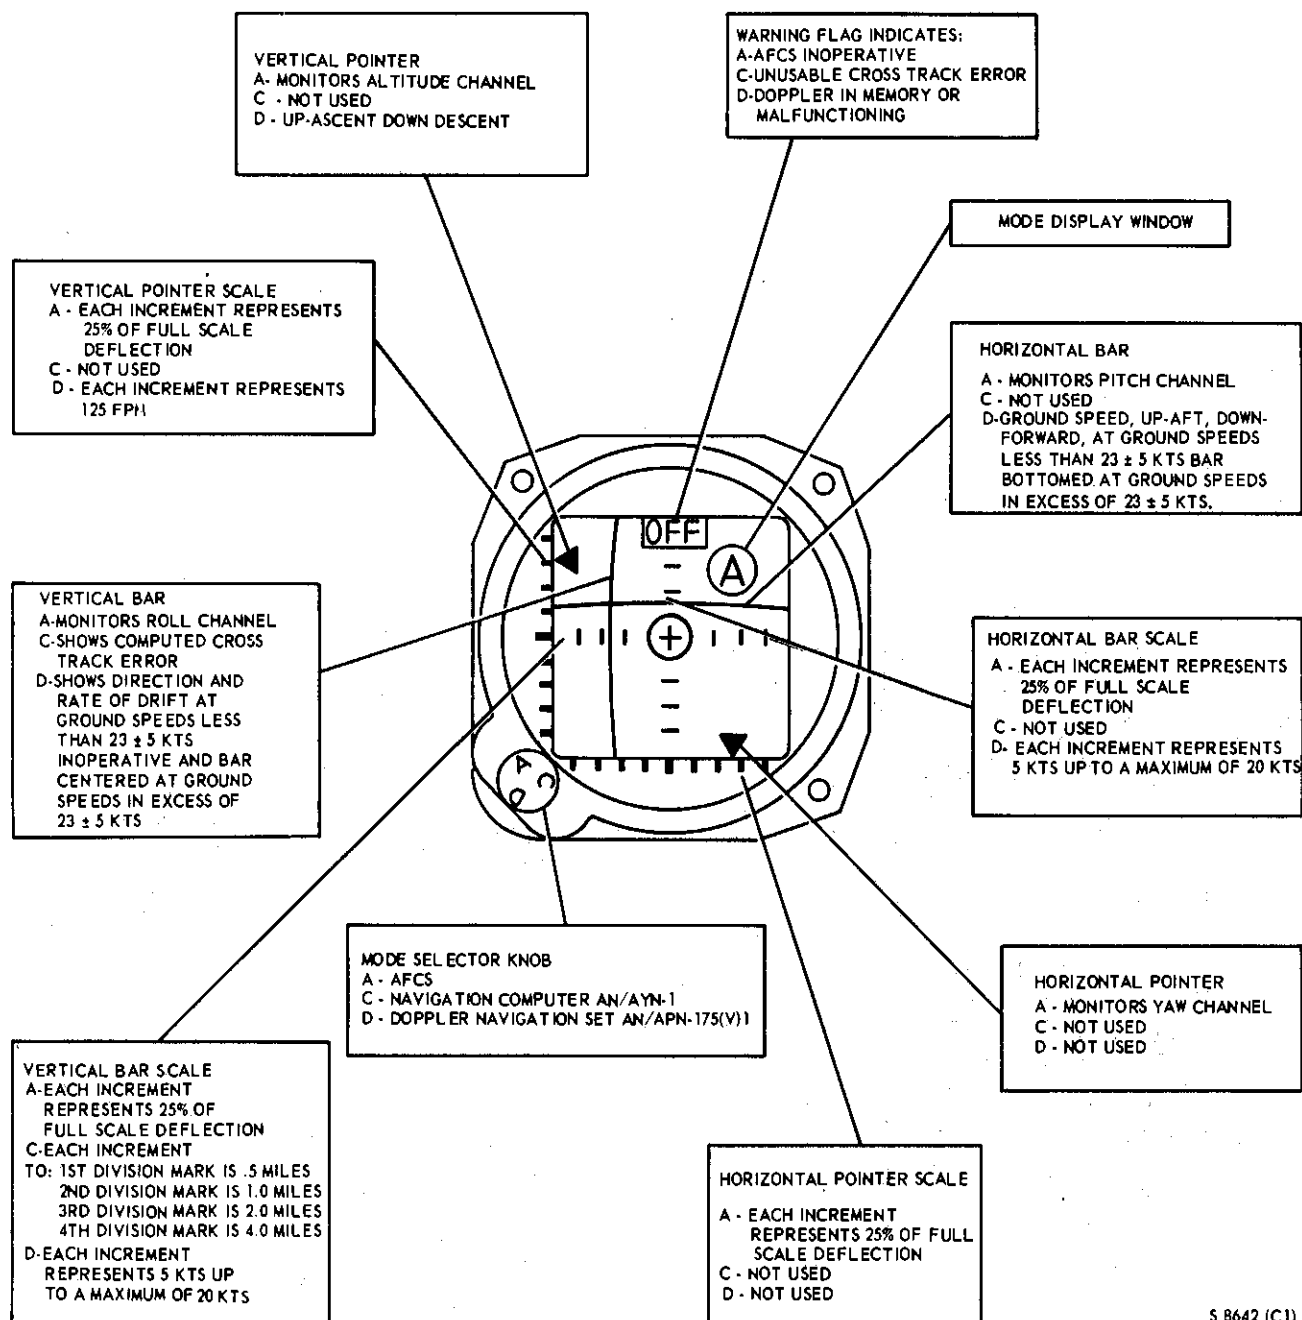 VERTICAL POINTER
A- MONITORS ALTITUDE CHANNEL
C - NOT USED
D - UP-ASCENT DOWN DESCENT
WARNING FLAG INDICATES:
A-AFCS INOPERATIVE
C-UNUSABLE CROSS TRACK ERROR
D-DOPPLER IN MEMORY OR
MALFUNCTIONING
MODE DISPLAY WINDOW
VERTICAL POINTER SCALE
A - EACH INCREMENT REPRESENTS
25% OF FULL SCALE
DEFLECTION
C - NOT USED
D - EACH INCREMENT REPRESENTS
125 FPM
HORIZONTAL BAR
A - MONITORS PITCH CHANNEL
C - NOT USED
D-GROUND SPEED, UP-AFT, DOWN-
FORWARD, AT GROUND SPEEDS
LESS THAN 23 ± 5 KTS BAR
BOTTOMED AT GROUND SPEEDS
IN EXCESS OF 23 ± 5 KTS.
OFF
A
VERTICAL BAR
A-MONITORS ROLL CHANNEL
C-SHOWS COMPUTED CROSS
TRACK ERROR
D-SHOWS DIRECTION AND
RATE OF DRIFT AT
GROUND SPEEDS LESS
THAN 23 ± 5 KTS
INOPERATIVE AND BAR
CENTERED AT GROUND
SPEEDS IN EXCESS OF
23 ± 5 KTS
HORIZONTAL BAR SCALE
A - EACH INCREMENT REPRESENTS
25% OF FULL SCALE
DEFLECTION
C - NOT USED
D- EACH INCREMENT REPRESENTS
5 KTS UP TO A MAXIMUM OF 20 KTS
A
C
D
MODE SELECTOR KNOB
A - AFCS
C - NAVIGATION COMPUTER AN/AYN-1
D - DOPPLER NAVIGATION SET AN/APN-175(V)1
HORIZONTAL POINTER
A - MONITORS YAW CHANNEL
C - NOT USED
D - NOT USED
VERTICAL BAR SCALE
A-EACH INCREMENT
REPRESENTS 25% OF
FULL SCALE DEFLECTION
C-EACH INCREMENT
TO: 1ST DIVISION MARK IS .5 MILES
2ND DIVISION MARK IS 1.0 MILES
3RD DIVISION MARK IS 2.0 MILES
4TH DIVISION MARK IS 4.0 MILES
D-EACH INCREMENT
REPRESENTS 5 KTS UP
TO A MAXIMUM OF 20 KTS
HORIZONTAL POINTER SCALE
A - EACH INCREMENT
REPRESENTS 25% OF FULL
SCALE DEFLECTION
C - NOT USED
D - NOT USED
S 8642 (C1)